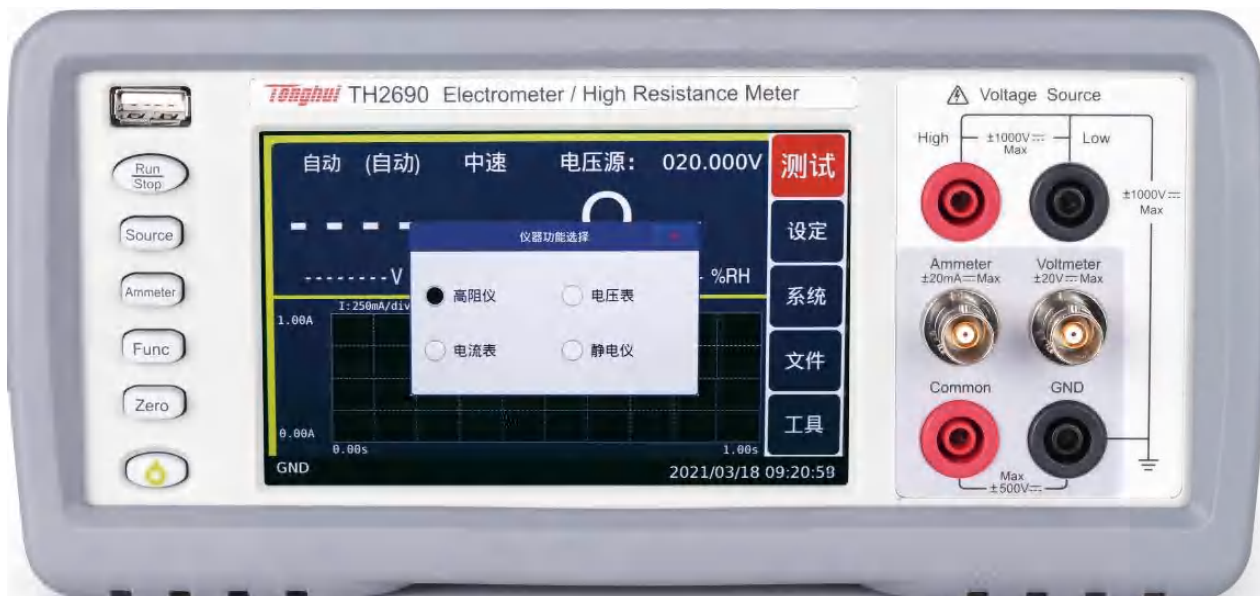 Tonghui TH2690 Electrometer / High Resistance Meter
Run
Stop
Source
Ammeter
Func
Zero
自动 (自动) 中速 电压源: 020.000V
- - - -
--------V
%RH
仪器功能选择
高阻仪 电压表
电流表 静电仪
I:250mA/div
1.00A
0.00A
0.00s 1.00s
GND 2021/03/18 09:20:59
测试
设定
系统
文件
工具
Voltage Source
High ±1000V Max Low
±1000V Max
Ammeter Voltmeter
±20mA Max ±20V Max
Common GND
Max
±500V